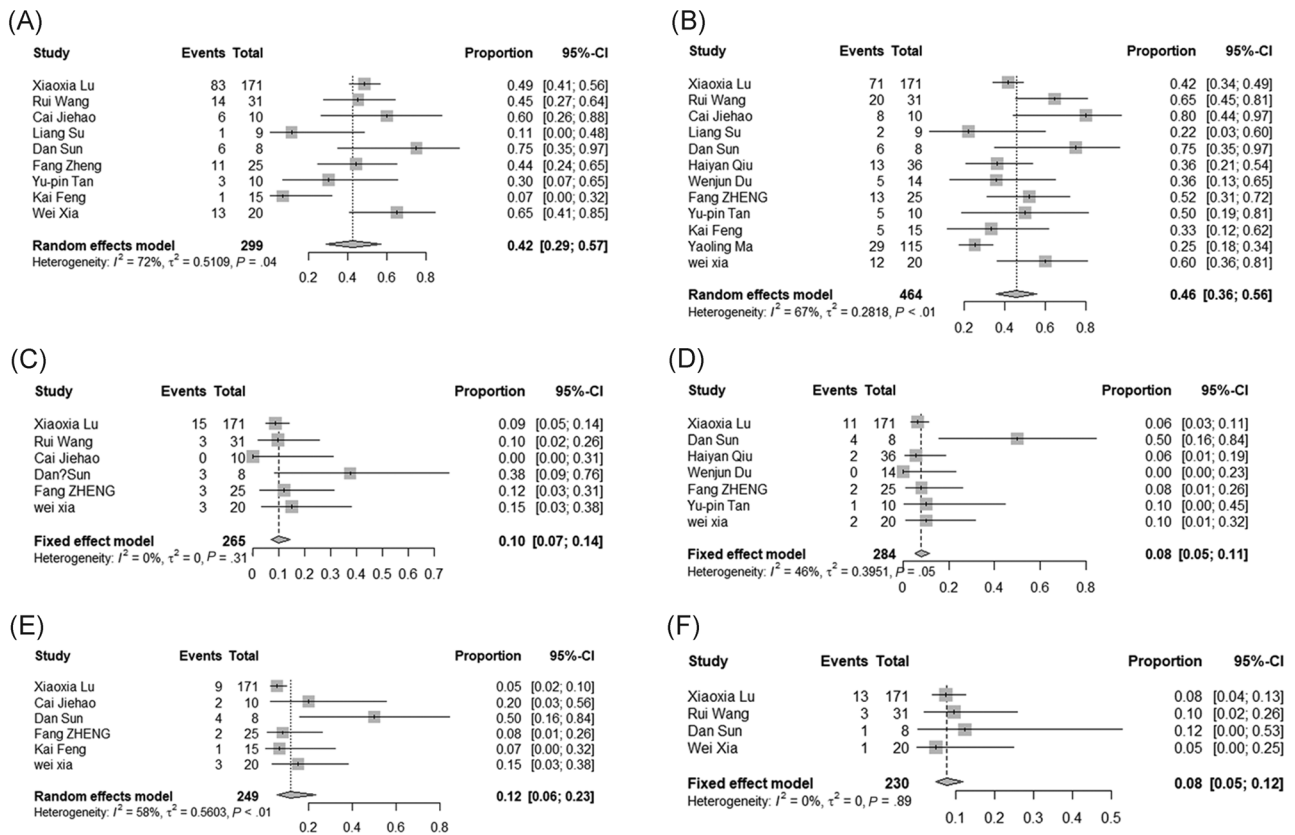 (A)
Study Events Total Proportion 95%-CI
Xiaoxia Lu 83 171 0.49 [0.41; 0.56]
Rui Wang 14 31 0.45 [0.27; 0.64]
Cai Jiehao 6 10 0.60 [0.26; 0.88]
Liang Su 1 9 0.11 [0.00; 0.48]
Dan Sun 6 8 0.75 [0.35; 0.97]
Fang Zheng 11 25 0.44 [0.24; 0.65]
Yu-pin Tan 3 10 0.30 [0.07; 0.65]
Kai Feng 1 15 0.07 [0.00; 0.32]
Wei Xia 13 20 0.65 [0.41; 0.85]
Random effects model 299 0.42 [0.29; 0.57]
Heterogeneity: I² = 72%, τ² = 0.5109, P = .04
0.2 0.4 0.6 0.8
(B)
Study Events Total Proportion 95%-CI
Xiaoxia Lu 71 171 0.42 [0.34; 0.49]
Rui Wang 20 31 0.65 [0.45; 0.81]
Cai Jiehao 8 10 0.80 [0.44; 0.97]
Liang Su 2 9 0.22 [0.03; 0.60]
Dan Sun 6 8 0.75 [0.35; 0.97]
Haiyan Qiu 13 36 0.36 [0.21; 0.54]
Wenjun Du 5 14 0.36 [0.13; 0.65]
Fang ZHENG 13 25 0.52 [0.31; 0.72]
Yu-pin Tan 5 10 0.50 [0.19; 0.81]
Kai Feng 5 15 0.33 [0.12; 0.62]
Yaoling Ma 29 115 0.25 [0.18; 0.34]
wei xia 12 20 0.60 [0.36; 0.81]
Random effects model 464 0.46 [0.36; 0.56]
Heterogeneity: I² = 67%, τ² = 0.2818, P < .01
0.2 0.4 0.6 0.8
(C)
Study Events Total Proportion 95%-CI
Xiaoxia Lu 15 171 0.09 [0.05; 0.14]
Rui Wang 3 31 0.10 [0.02; 0.26]
Cai Jiehao 0 10 0.00 [0.00; 0.31]
Dan?Sun 3 8 0.38 [0.09; 0.76]
Fang ZHENG 3 25 0.12 [0.03; 0.31]
wei xia 3 20 0.15 [0.03; 0.38]
Fixed effect model 265 0.10 [0.07; 0.14]
Heterogeneity: I² = 0%, τ² = 0, P = .31
0 0.1 0.2 0.3 0.4 0.5 0.6 0.7
(D)
Study Events Total Proportion 95%-CI
Xiaoxia Lu 11 171 0.06 [0.03; 0.11]
Dan Sun 4 8 0.50 [0.16; 0.84]
Haiyan Qiu 2 36 0.06 [0.01; 0.19]
Wenjun Du 0 14 0.00 [0.00; 0.23]
Fang ZHENG 2 25 0.08 [0.01; 0.26]
Yu-pin Tan 1 10 0.10 [0.00; 0.45]
wei xia 2 20 0.10 [0.01; 0.32]
Fixed effect model 284 0.08 [0.05; 0.11]
Heterogeneity: I² = 46%, τ² = 0.3951, P = .05
0 0.2 0.4 0.6 0.8
(E)
Study Events Total Proportion 95%-CI
Xiaoxia Lu 9 171 0.05 [0.02; 0.10]
Cai Jiehao 2 10 0.20 [0.03; 0.56]
Dan Sun 4 8 0.50 [0.16; 0.84]
Fang ZHENG 2 25 0.08 [0.01; 0.26]
Kai Feng 1 15 0.07 [0.00; 0.32]
wei xia 3 20 0.15 [0.03; 0.38]
Random effects model 249 0.12 [0.06; 0.23]
Heterogeneity: I² = 58%, τ² = 0.5603, P < .01
0.2 0.4 0.6 0.8
(F)
Study Events Total Proportion 95%-CI
Xiaoxia Lu 13 171 0.08 [0.04; 0.13]
Rui Wang 3 31 0.10 [0.02; 0.26]
Dan Sun 1 8 0.12 [0.00; 0.53]
Wei Xia 1 20 0.05 [0.00; 0.25]
Fixed effect model 230 0.08 [0.05; 0.12]
Heterogeneity: I² = 0%, τ² = 0, P = .89
0.1 0.2 0.3 0.4 0.5